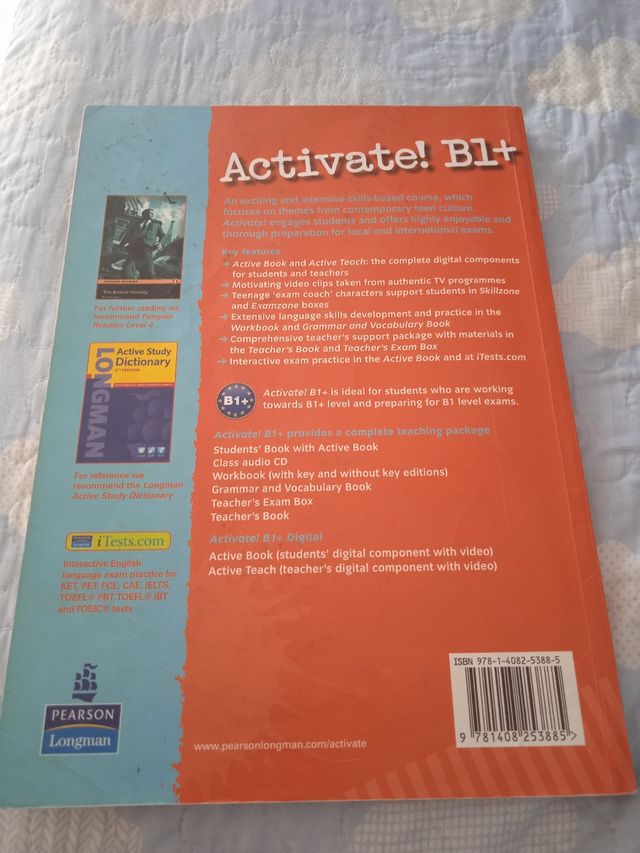 Activate! B1+
An exciting and intensive skills-based course, which
focuses on themes from contemporary teen culture.
Activate! engages students and offers highly enjoyable and
thorough preparation for local and international exams.
Key features
→ Active Book and Active Teach: the complete digital components
for students and teachers
→ Motivating video clips taken from authentic TV programmes
→ Teenage 'exam coach' characters support students in Skillzone
and Examzone boxes
→ Extensive language skills development and practice in the
Workbook and Grammar and Vocabulary Book
→ Comprehensive teacher's support package with materials in
the Teacher's Book and Teacher's Exam Box
→ Interactive exam practice in the Active Book and at iTests.com
B1+
Activate! B1+ is ideal for students who are working
towards B1+ level and preparing for B1 level exams.
Activate! B1+ provides a complete teaching package
Students' Book with Active Book
Class audio CD
Workbook (with key and without key editions)
Grammar and Vocabulary Book
Teacher's Exam Box
Teacher's Book
Activate! B1+ Digital
Active Book (students' digital component with video)
Active Teach (teacher's digital component with video)
PENGUIN READERS
The Bourne Identity
For further reading we
recommend Penguin
Readers Level 4
LONGMAN
Active Study
Dictionary
For reference we
recommend the Longman
Active Study Dictionary
iTests.com
Interactive English
language exam practice for
KET, PET, FCE, CAE, IELTS,
TOEFL® PBT, TOEFL® iBT
and TOEIC® tests
PEARSON
Longman
www.pearsonlongman.com/activate
ISBN 978-1-4082-5388-5
9 781408 253885 >